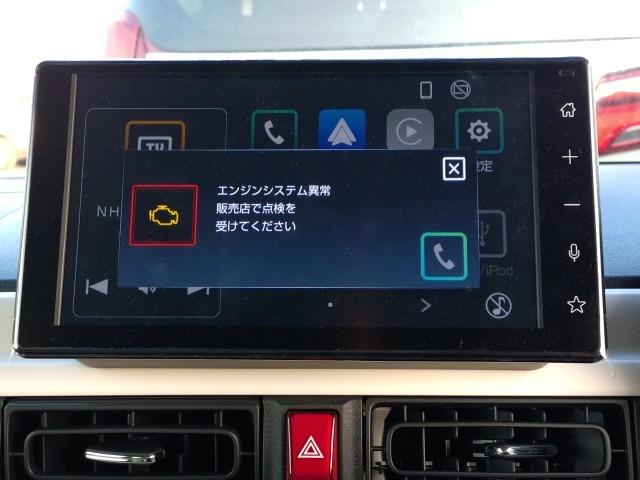 TV
NH
エンジンシステム異常
販売店で点検を
受けてください
定
/iPod